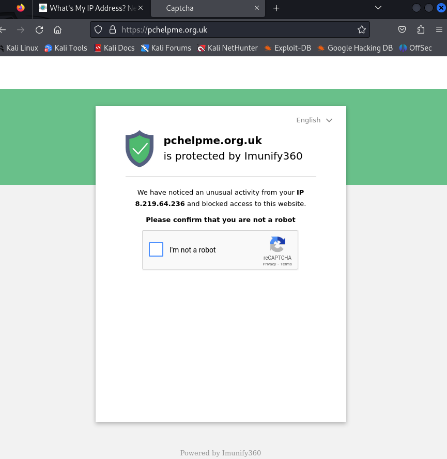 What's My IP Address? Ne
Captcha
https://pchelpme.org.uk
Kali Linux
Kali Tools
Kali Docs
Kali Forums
Kali NetHunter
Exploit-DB
Google Hacking DB
OffSec
English
pchelpme.org.uk
is protected by Imunify360
We have noticed an unusual activity from your IP
8.219.64.236 and blocked access to this website.
Please confirm that you are not a robot
I'm not a robot
reCAPTCHA
Privacy - Terms
Powered by Imunify360